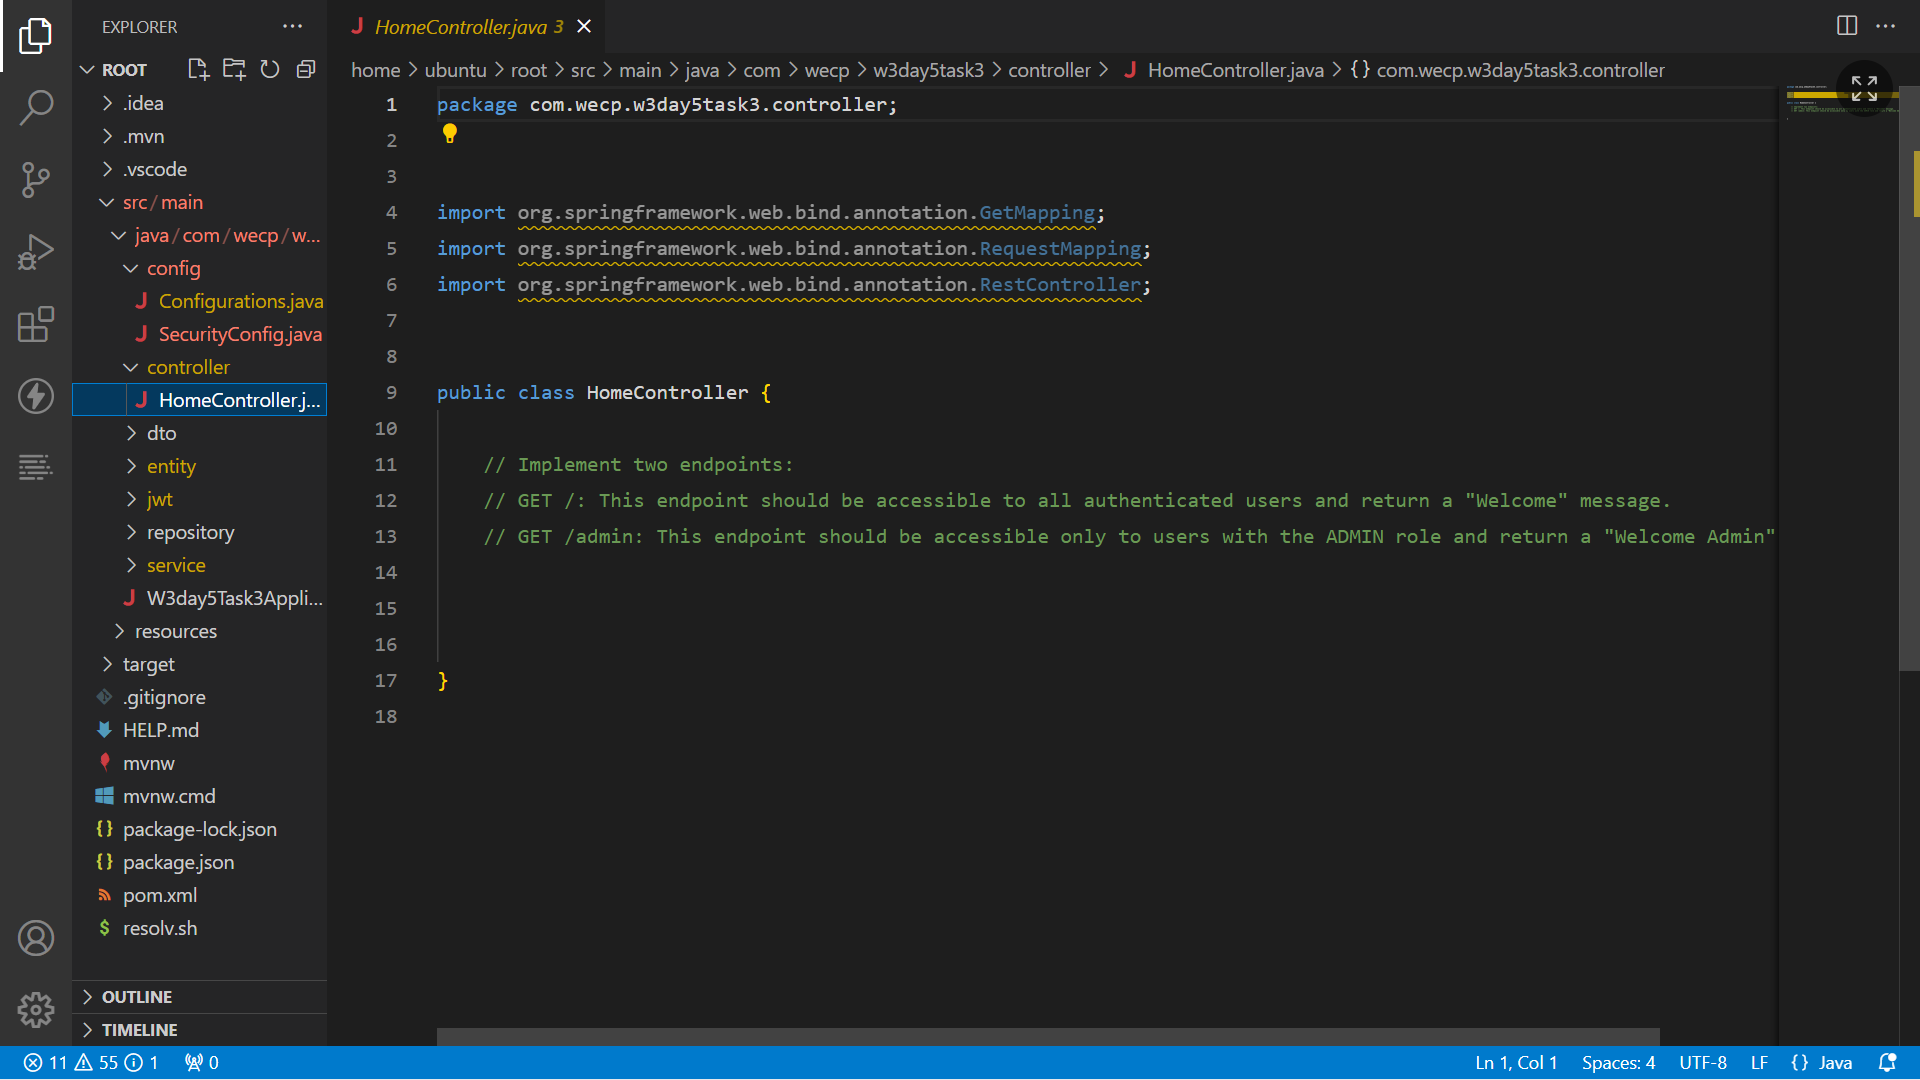 EXPLORER
ROOT
.idea
.mvn
.vscode
src/main
java/com/wecp/w...
config
Configurations.java
SecurityConfig.java
controller
HomeController.j...
dto
entity
jwt
repository
service
W3day5Task3Appli...
resources
target
.gitignore
HELP.md
mvnw
mvnw.cmd
package-lock.json
package.json
pom.xml
resolv.sh
OUTLINE
TIMELINE
HomeController.java 3
home > ubuntu > root > src > main > java > com > wecp > w3day5task3 > controller > HomeController.java > {} com.wecp.w3day5task3.controller
1 package com.wecp.w3day5task3.controller;
2
3
4 import org.springframework.web.bind.annotation.GetMapping;
5 import org.springframework.web.bind.annotation.RequestMapping;
6 import org.springframework.web.bind.annotation.RestController;
7
8
9 public class HomeController {
10
11 // Implement two endpoints:
12 // GET /: This endpoint should be accessible to all authenticated users and return a "Welcome" message.
13 // GET /admin: This endpoint should be accessible only to users with the ADMIN role and return a "Welcome Admin"
14
15
16
17 }
18
11 55 1 0
Ln 1, Col 1 Spaces: 4 UTF-8 LF {} Java